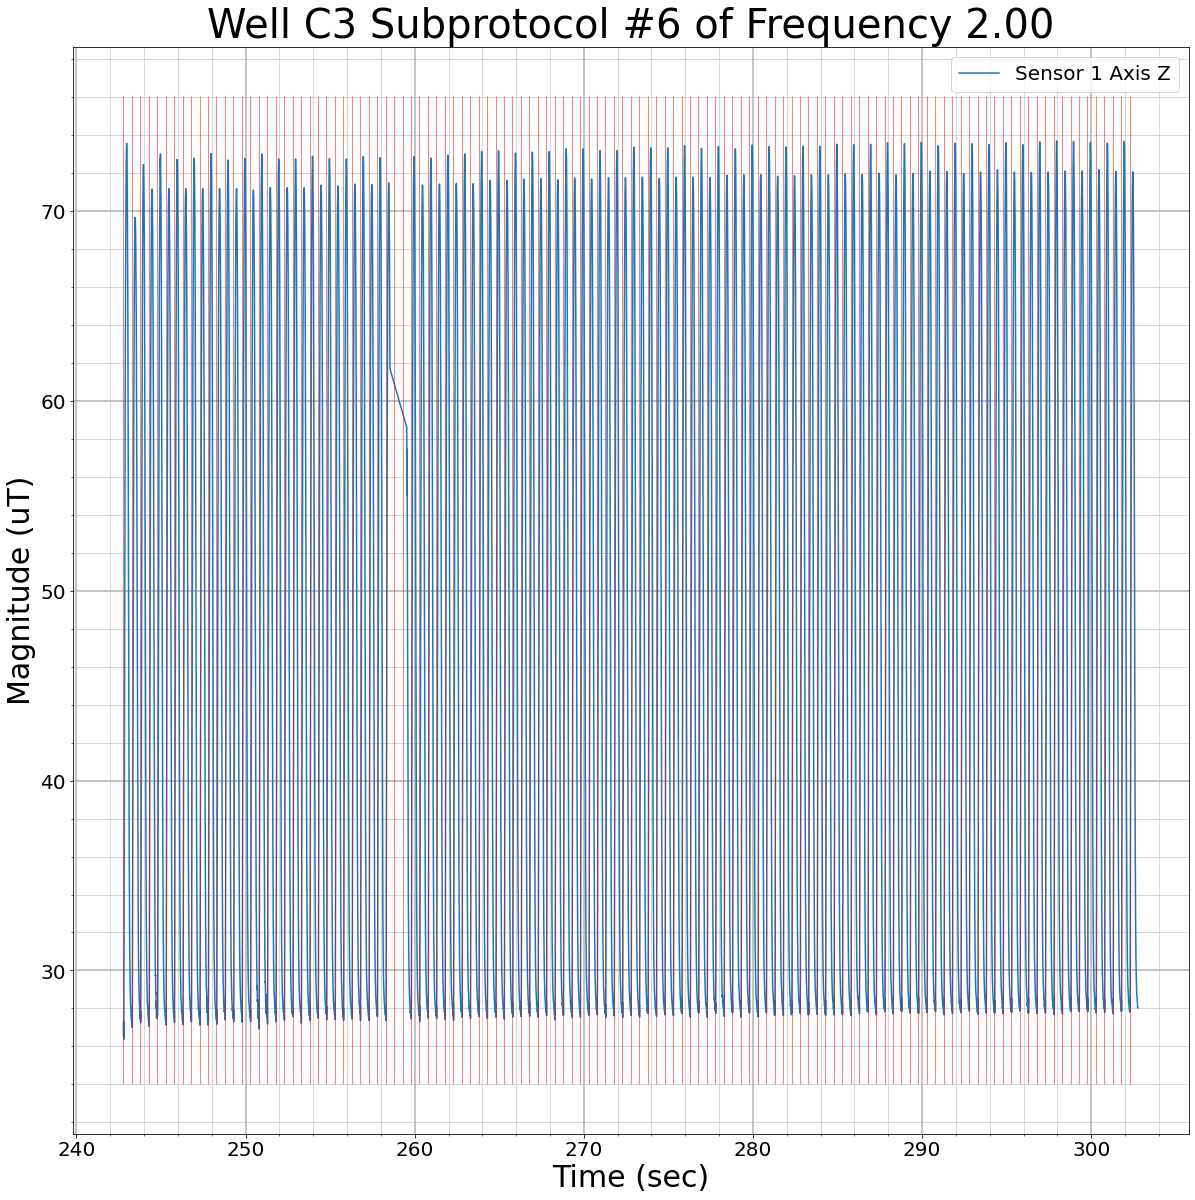 Well C3 Subprotocol #6 of Frequency 2.00
Sensor 1 Axis Z
70
60
50
40
30
Magnitude (uT)
240 250 260 270 280 290 300
Time (sec)